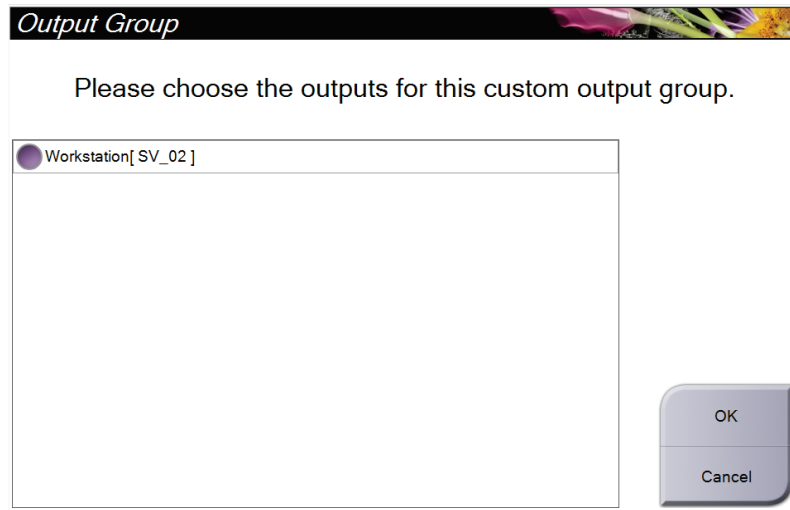 Output Group
Please choose the outputs for this custom output group.
Workstation[ SV_02 ]
OK
Cancel